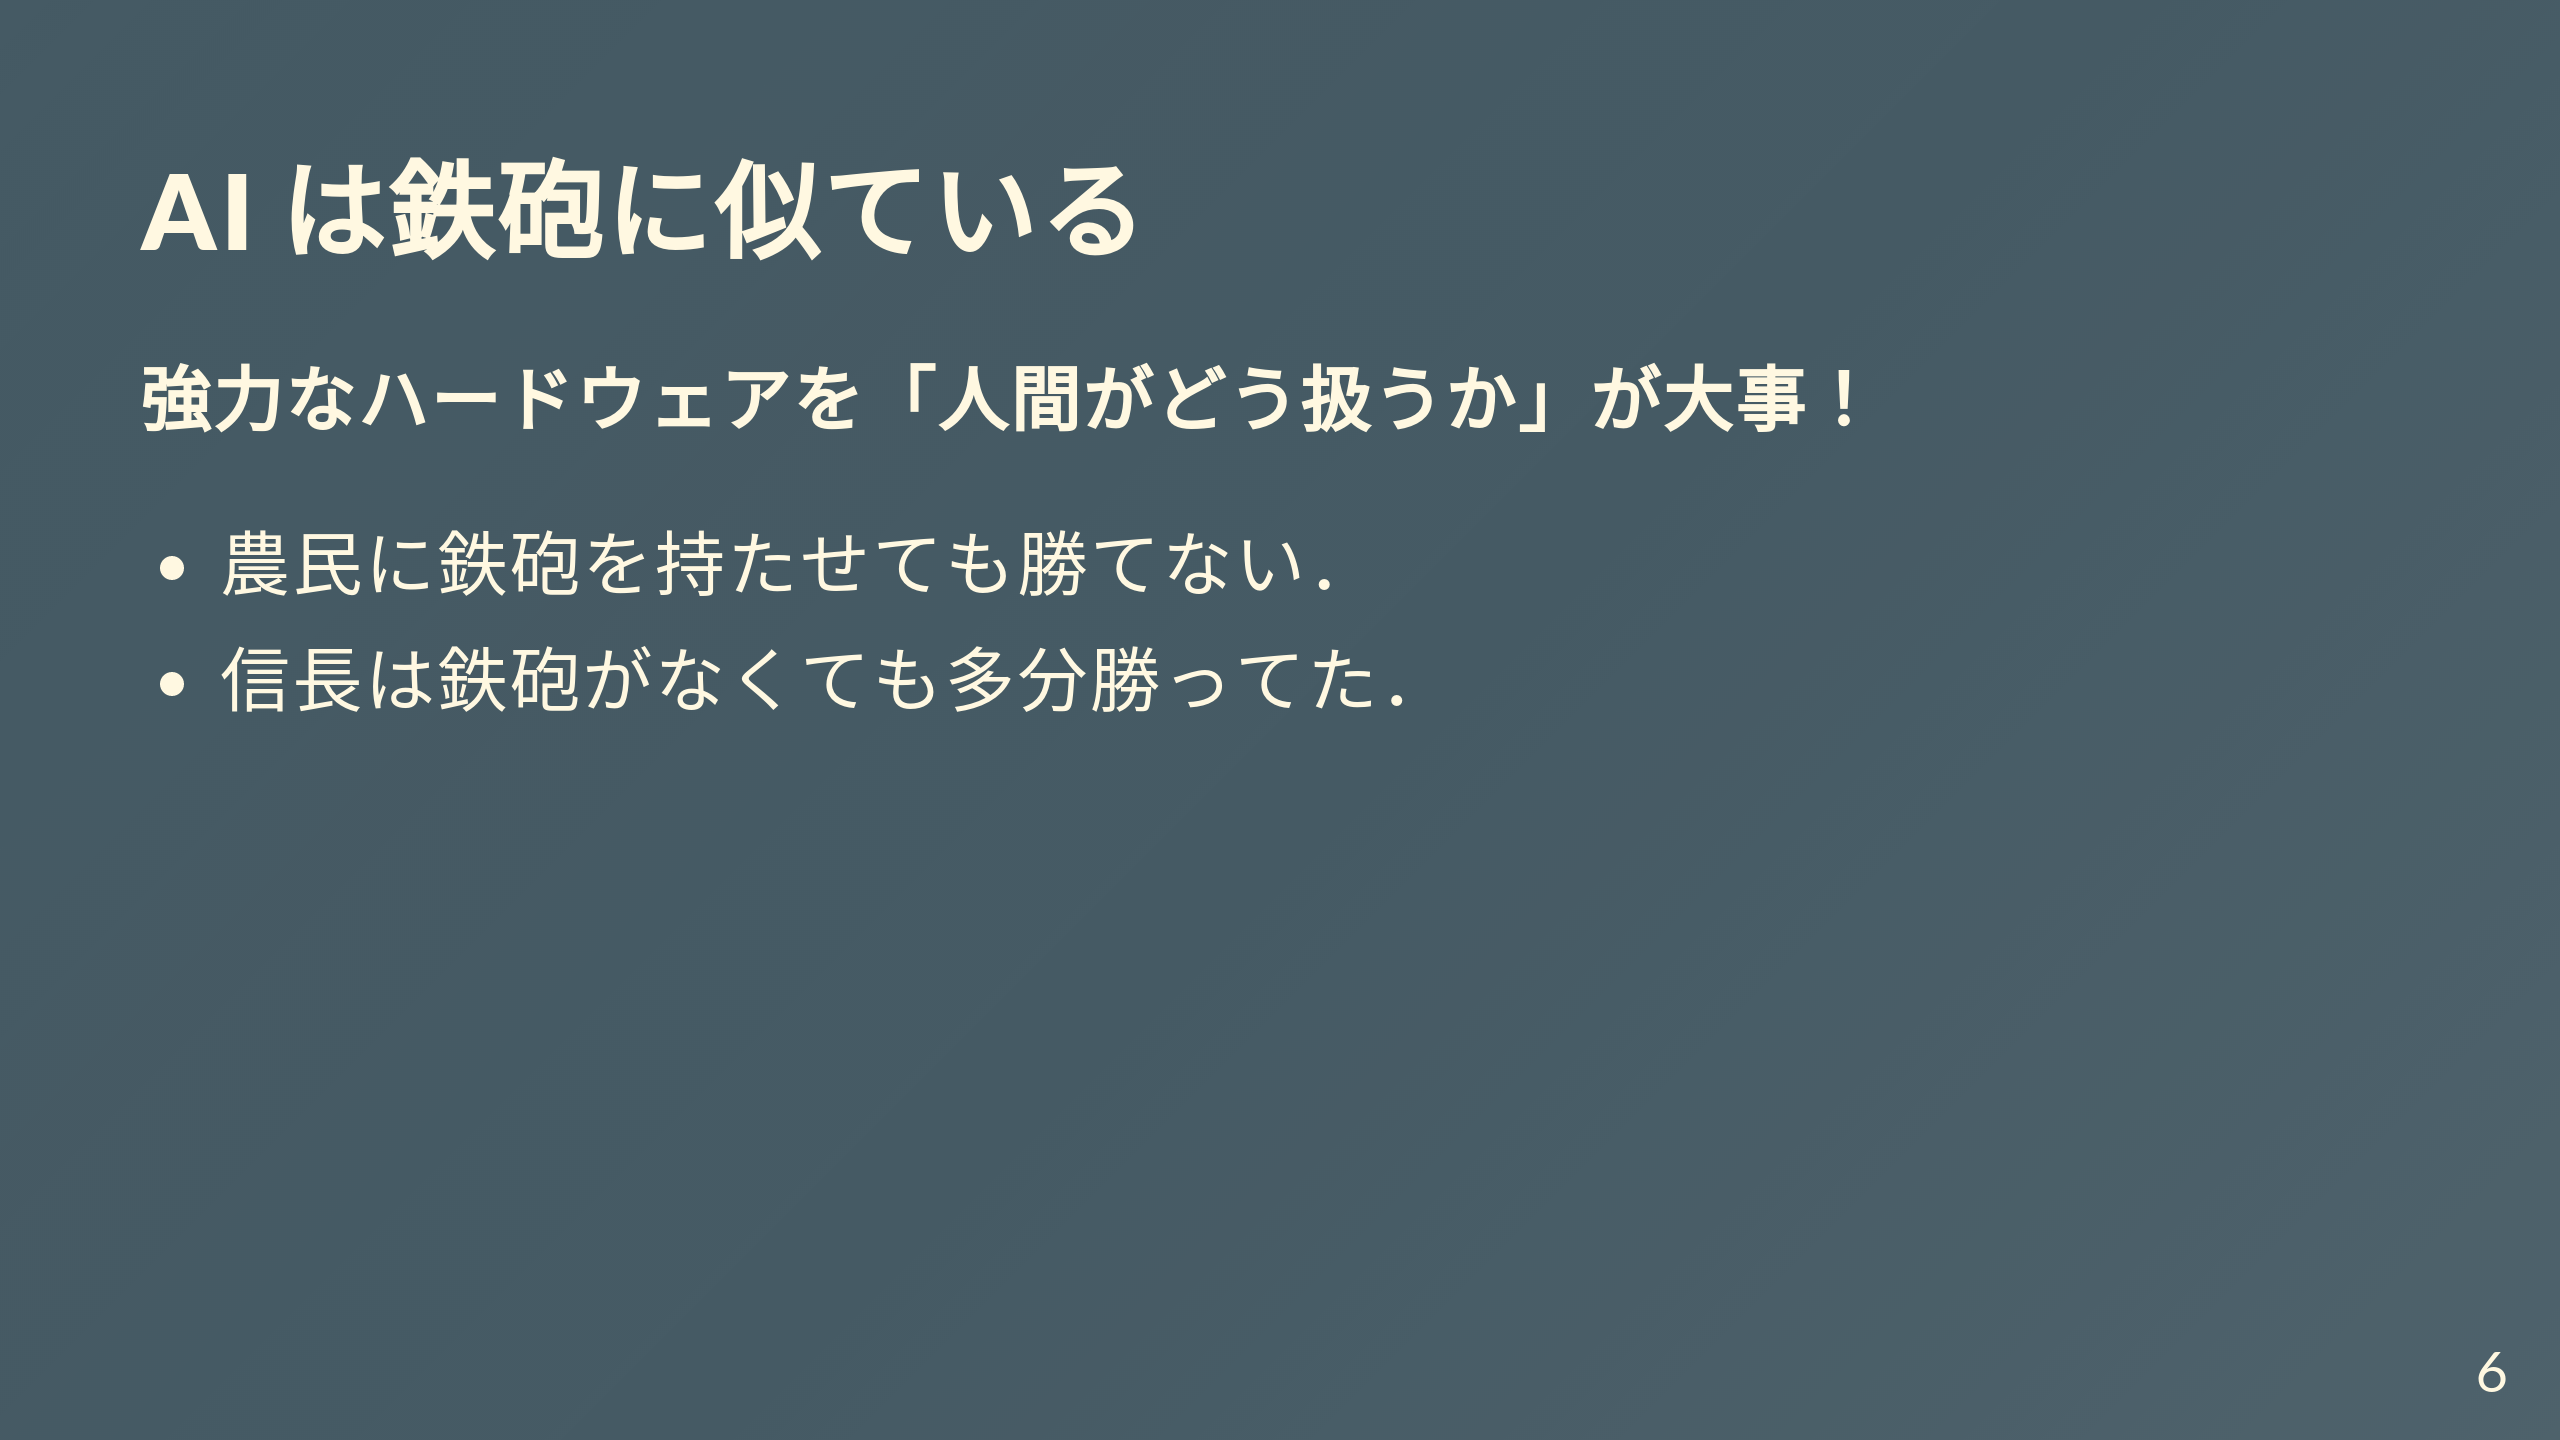 AI は鉄砲に似ている
強力なハードウェアを「人間がどう扱うか」が大事！
• 農民に鉄砲を持たせても勝てない．
• 信長は鉄砲がなくても多分勝ってた．
6